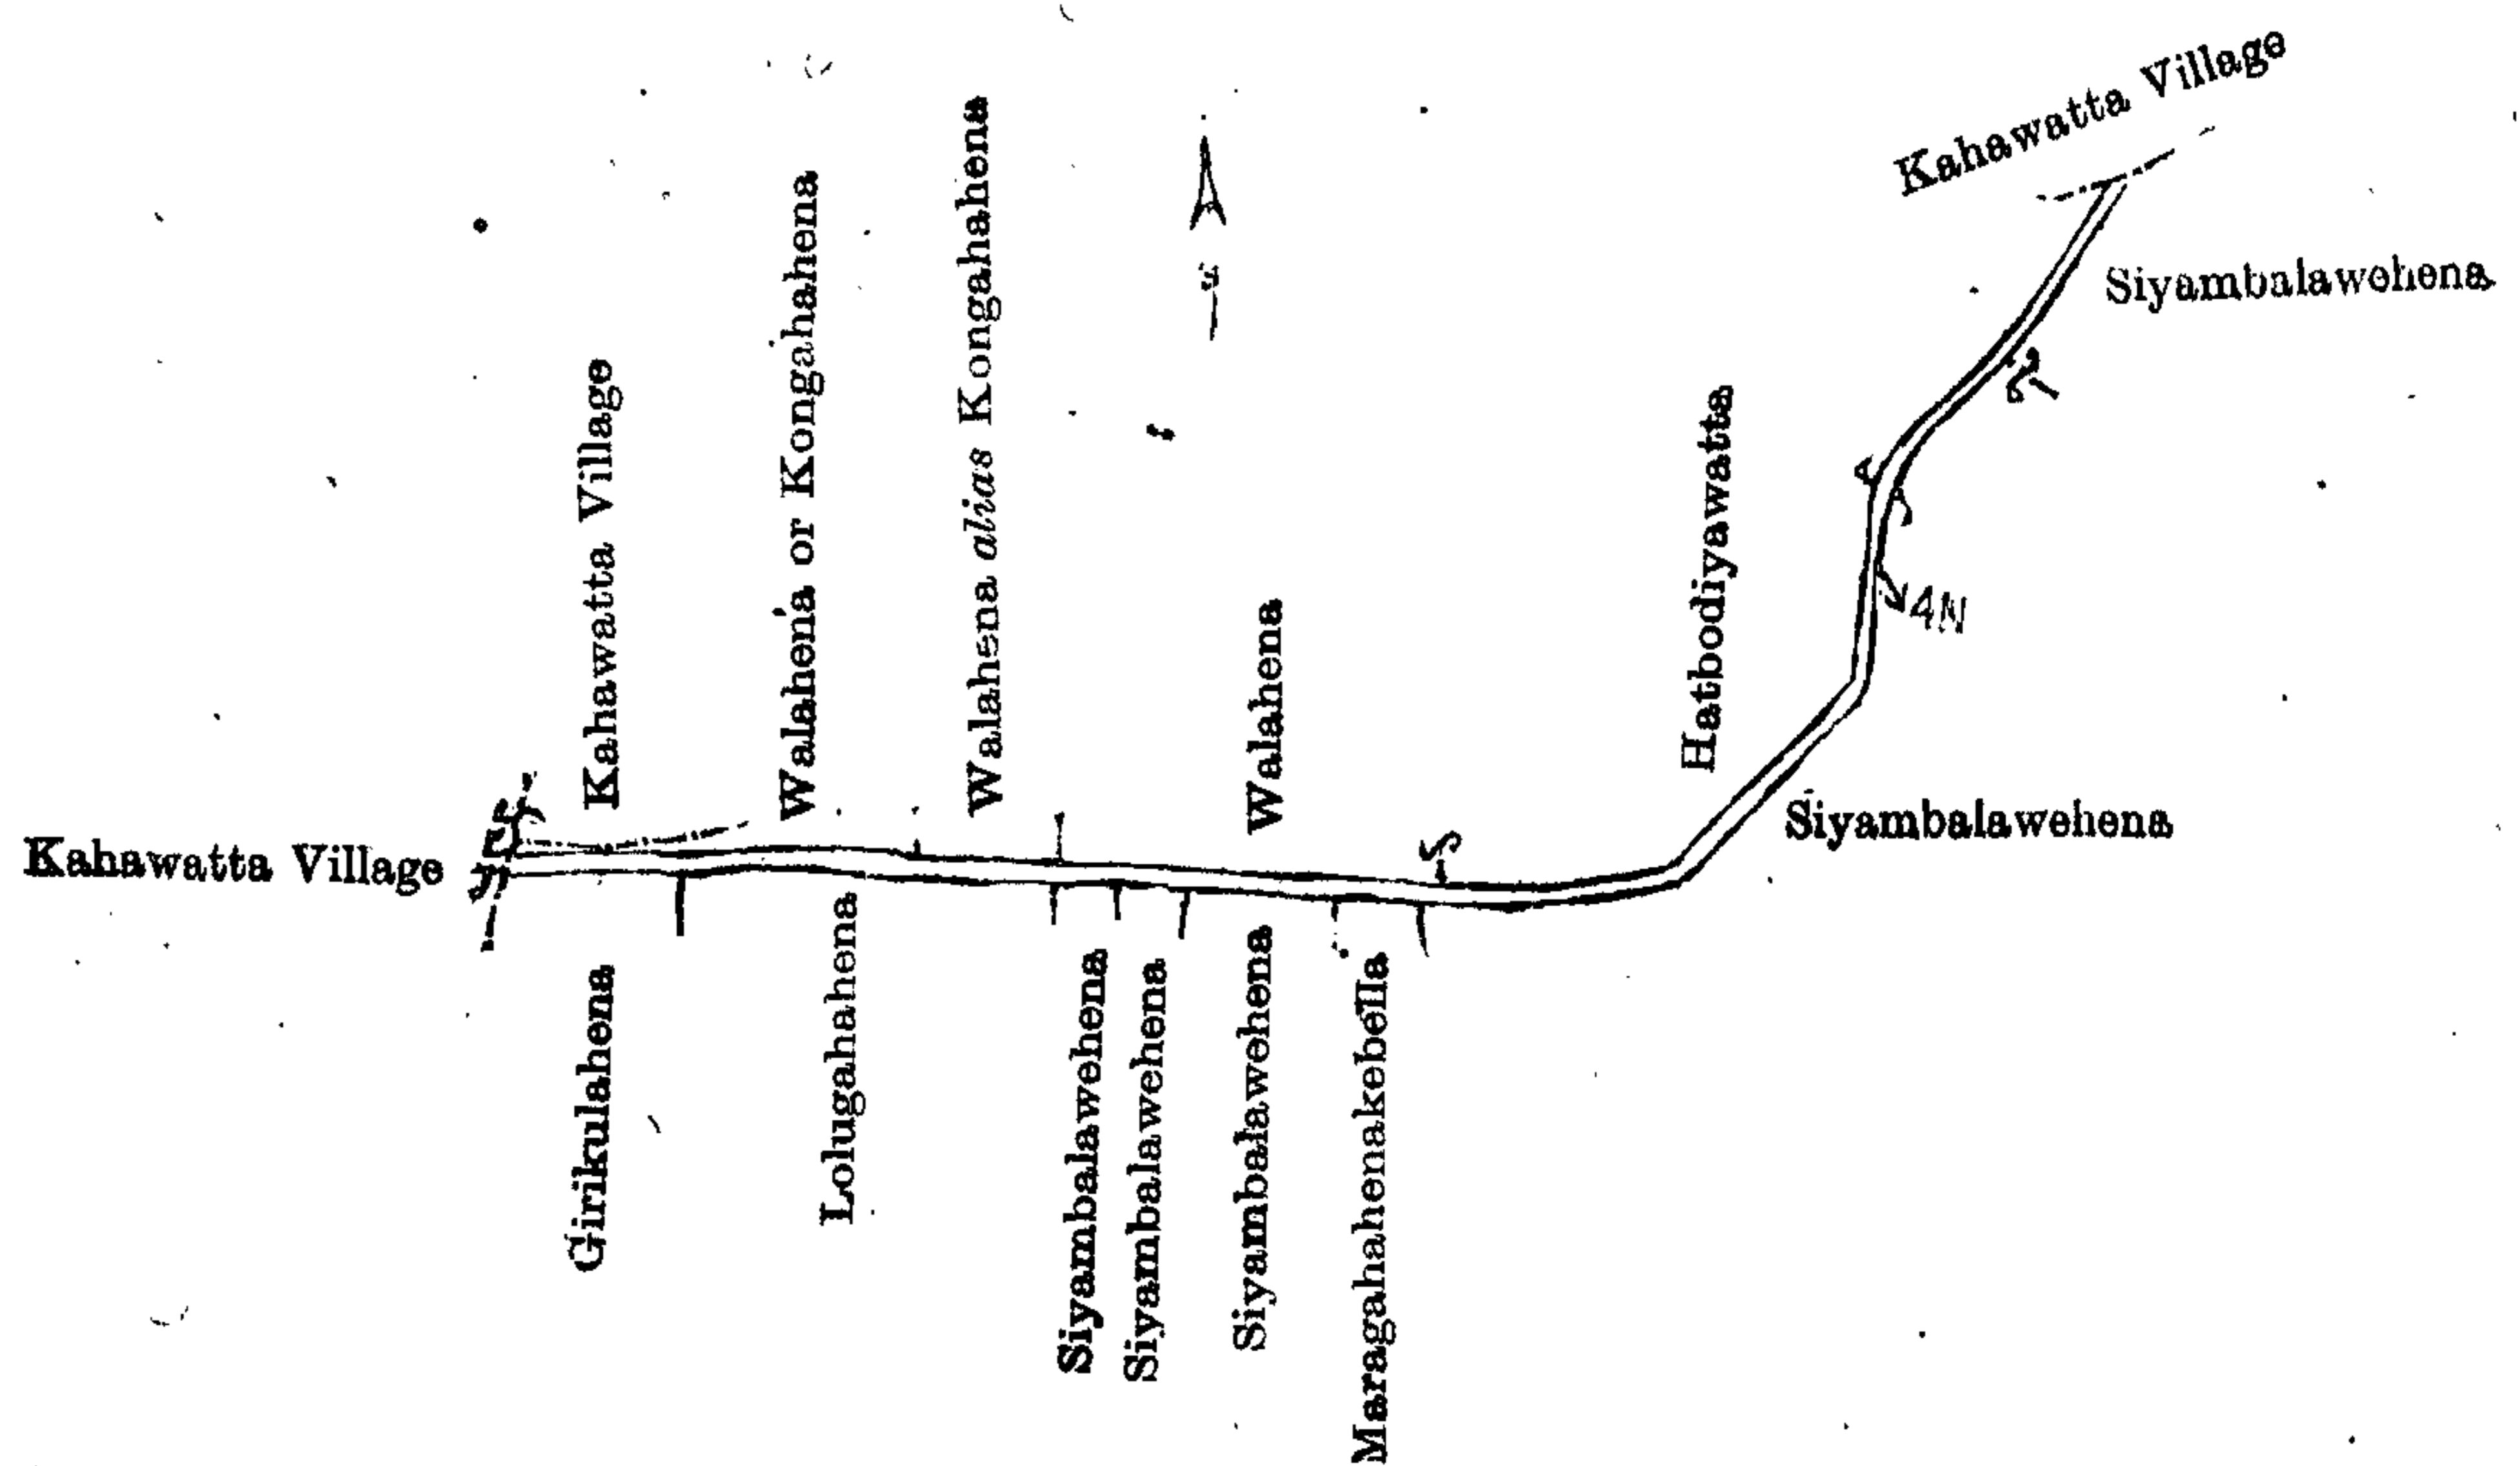 Kahawatta Village
Siyambalawehena
Kahawatta Village
Walahena or Kongahahena
Walahena alias Kongahahena
Walahena
Hatbodiyawatta
4N
Kahawatta Village
Siyambalawehena
Girikulahena
Lolugahahena
Siyambalawehena
Siyambalawehena
Siyambalawehena
Maragahahenakebella